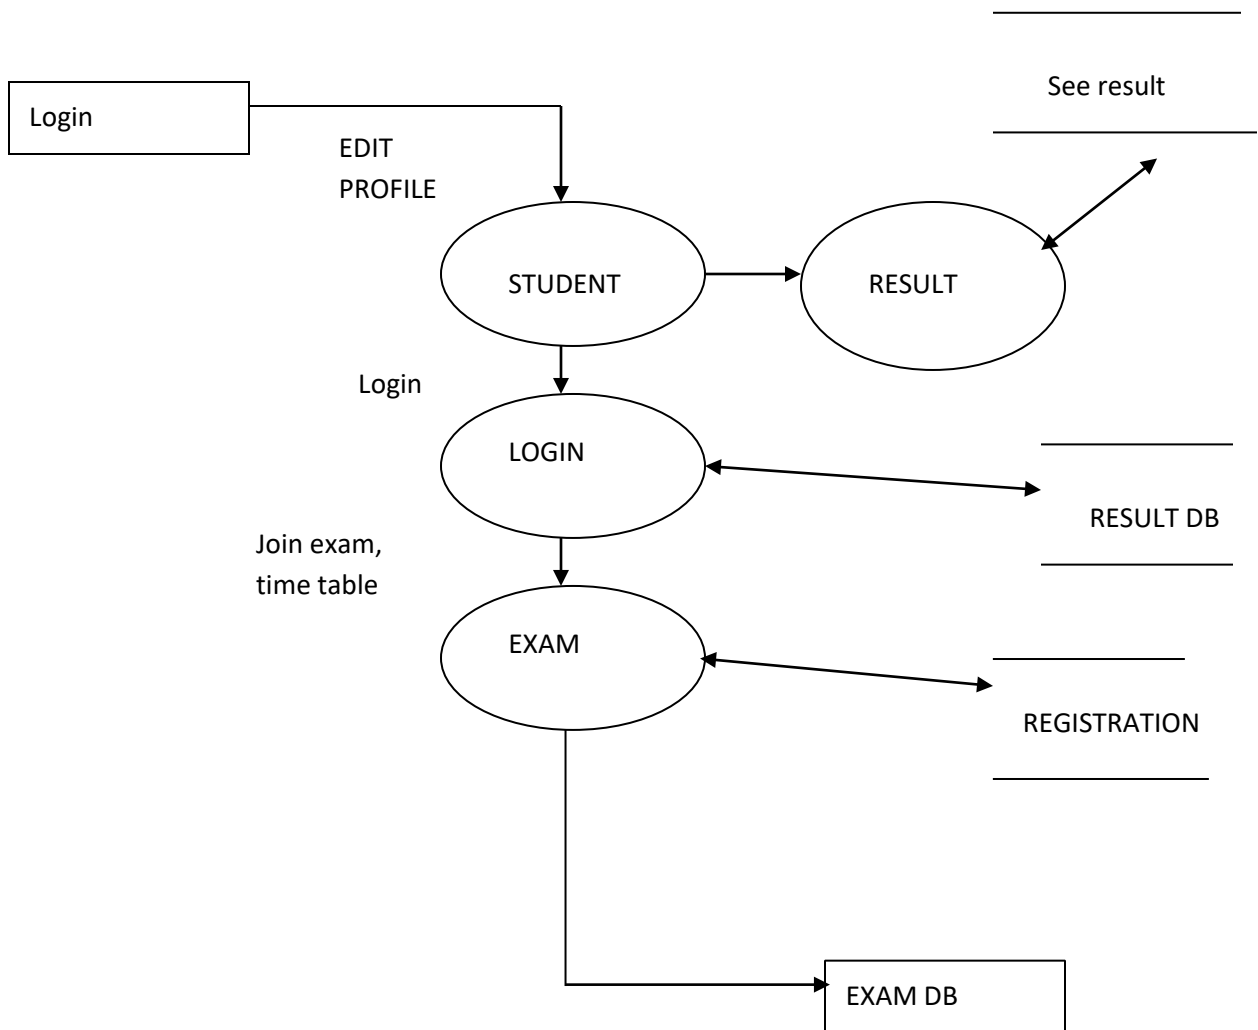 See result
Login
EDIT
PROFILE
STUDENT
RESULT
Login
LOGIN
RESULT DB
Join exam,
time table
EXAM
REGISTRATION
EXAM DB